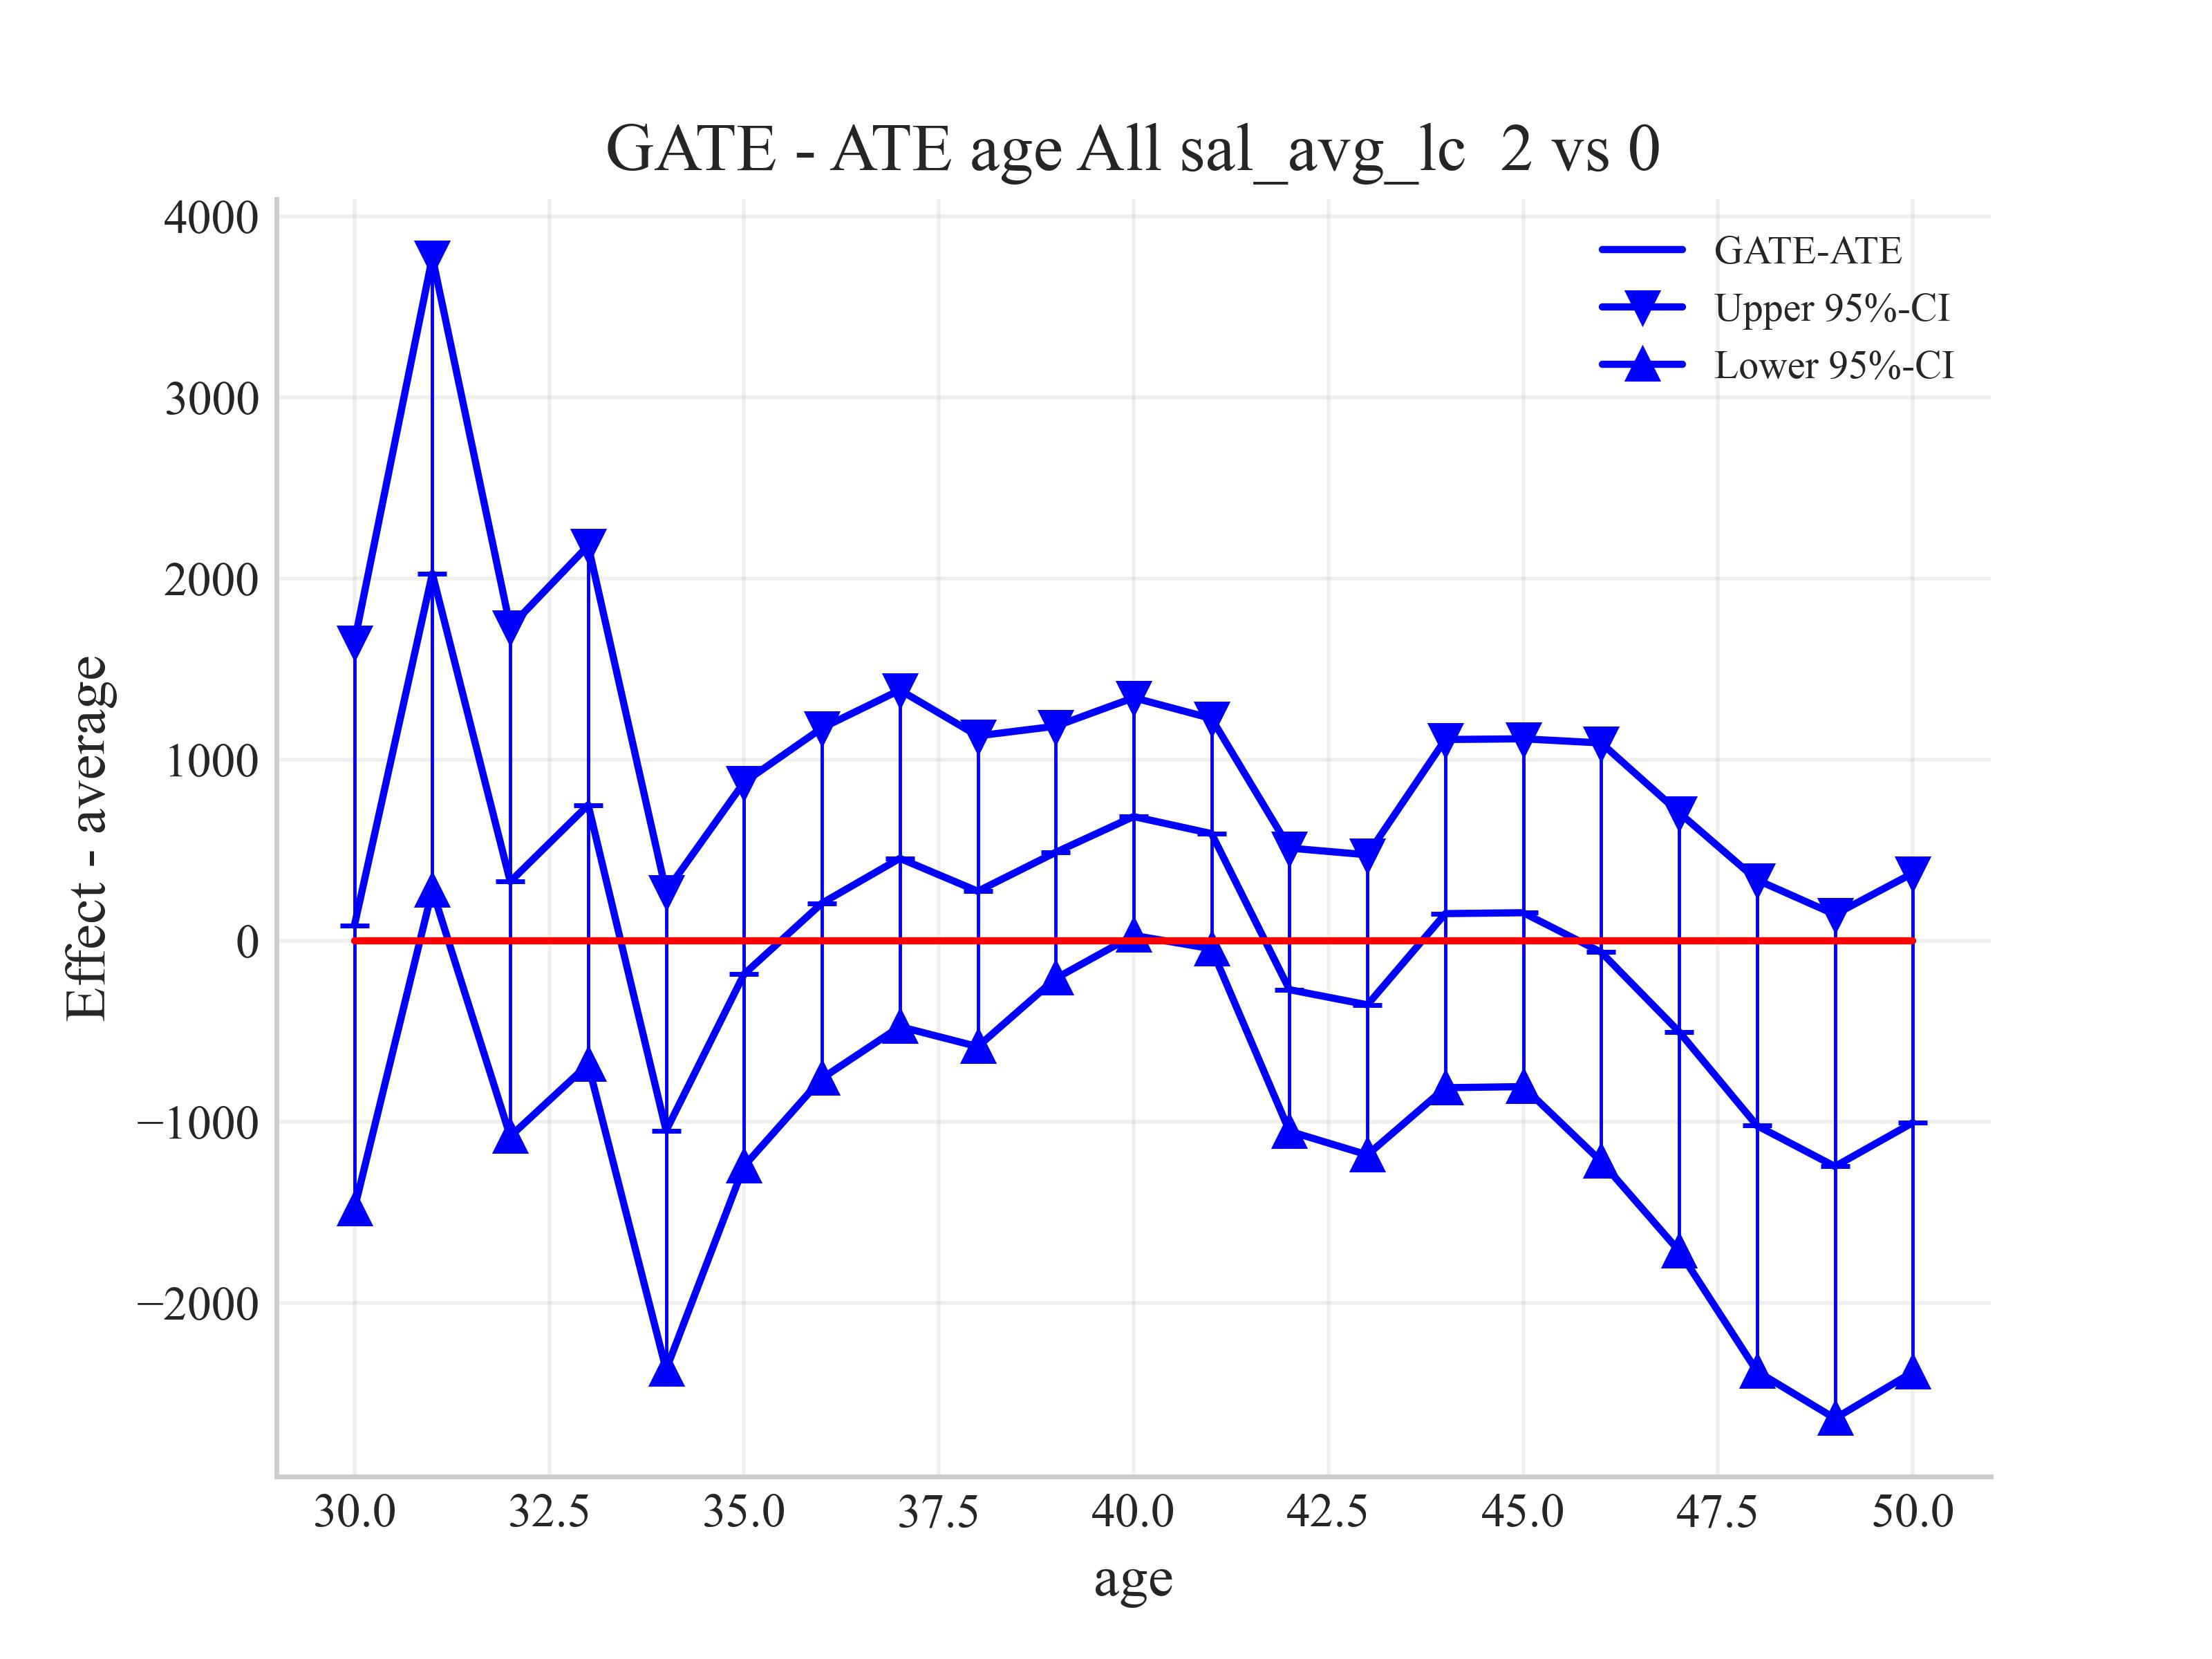 GATE - ATE age All sal_avg_lc  2 vs 0
GATE-ATE
Upper 95%-CI
Lower 95%-CI
Effect - average
4000
3000
2000
1000
0
−1000
−2000
30.0 32.5 35.0 37.5 40.0 42.5 45.0 47.5 50.0
age